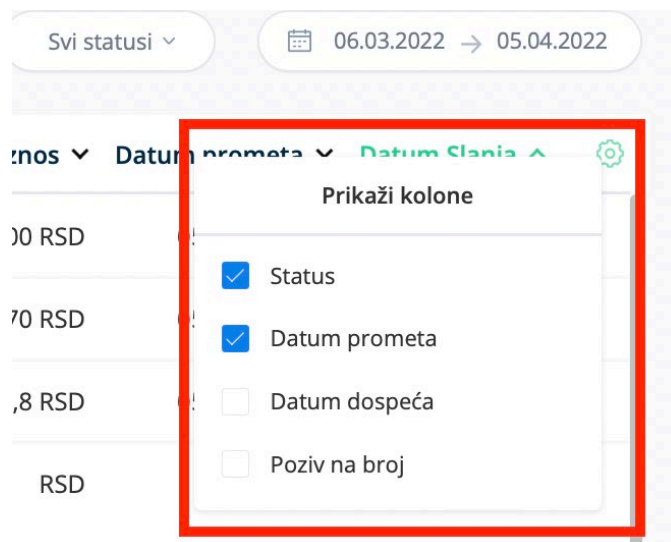 Svi statusi 06.03.2022 → 05.04.2022
znos Datum prometa Datum Slanja
Prikaži kolone
00 RSD
Status
70 RSD
Datum prometa
,8 RSD
Datum dospeća
RSD
Poziv na broj